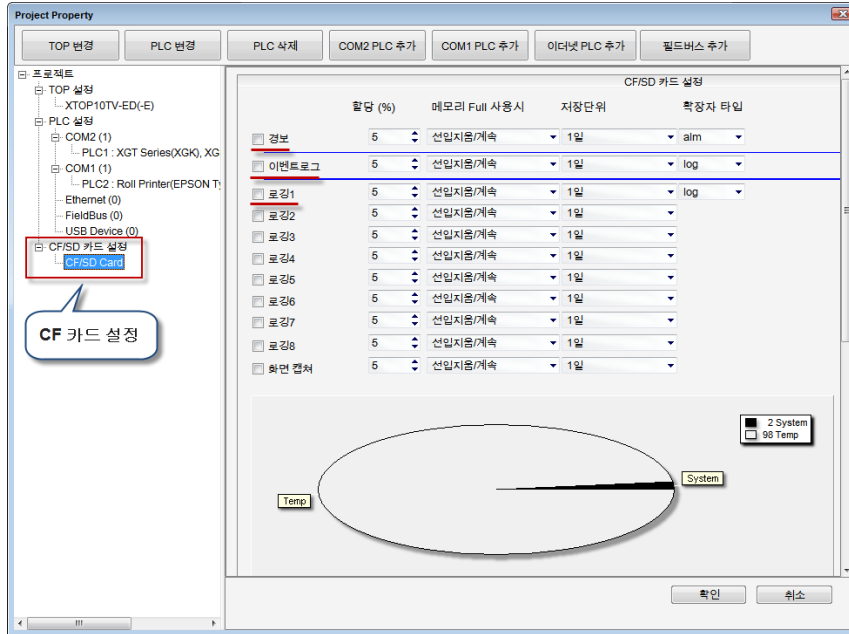 Project Property
TOP 변경 PLC 변경 PLC 삭제 COM2 PLC 추가 COM1 PLC 추가 이더넷 PLC 추가 필드버스 추가
프로젝트
TOP 설정
XTOP10TV-ED(-E)
PLC 설정
COM2 (1)
PLC1 : XGT Series(XGK), XG
COM1 (1)
PLC2 : Roll Printer(EPSON Ty
Ethernet (0)
FieldBus (0)
USB Device (0)
CF/SD 카드 설정
CF/SD Card
CF 카드 설정
CF/SD 카드 설정
할당 (%) 메모리 Full 사용시 저장단위 확장자 타입
경보 5 선입지움/계속 1일 alm
이벤트로그 5 선입지움/계속 1일 log
로깅1 5 선입지움/계속 1일 log
로깅2 5 선입지움/계속 1일
로깅3 5 선입지움/계속 1일
로깅4 5 선입지움/계속 1일
로깅5 5 선입지움/계속 1일
로깅6 5 선입지움/계속 1일
로깅7 5 선입지움/계속 1일
로깅8 5 선입지움/계속 1일
화면 캡쳐 5 선입지움/계속 1일
2 System
98 Temp
System
Temp
확인 취소